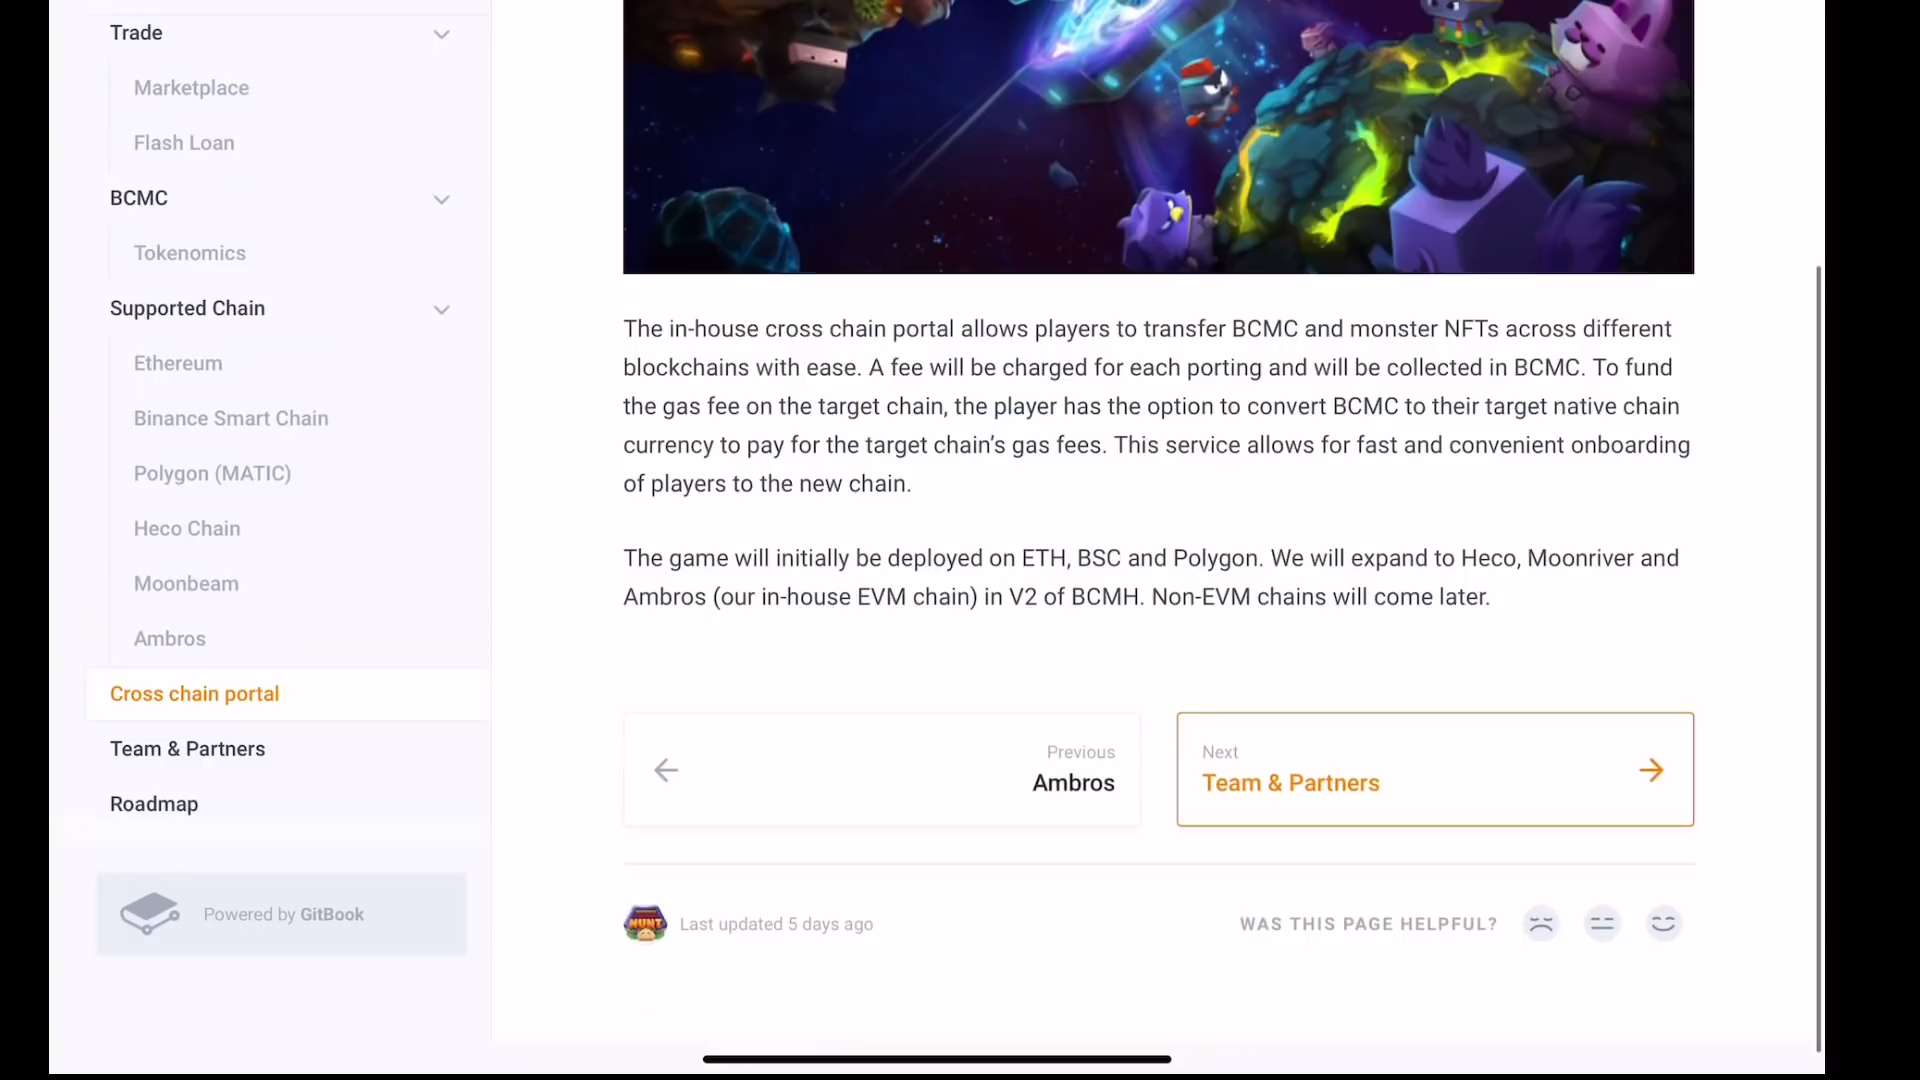 Trade
Marketplace
Flash Loan
BCMC
Tokenomics
Supported Chain
Ethereum
Binance Smart Chain
Polygon (MATIC)
Heco Chain
Moonbeam
Ambros
Cross chain portal
Team & Partners
Roadmap
Powered by GitBook
The in-house cross chain portal allows players to transfer BCMC and monster NFTs across different
blockchains with ease. A fee will be charged for each porting and will be collected in BCMC. To fund
the gas fee on the target chain, the player has the option to convert BCMC to their target native chain
currency to pay for the target chain’s gas fees. This service allows for fast and convenient onboarding
of players to the new chain.
The game will initially be deployed on ETH, BSC and Polygon. We will expand to Heco, Moonriver and
Ambros (our in-house EVM chain) in V2 of BCMH. Non-EVM chains will come later.
Previous
Ambros
Next
Team & Partners
HUNT
Last updated 5 days ago
WAS THIS PAGE HELPFUL?